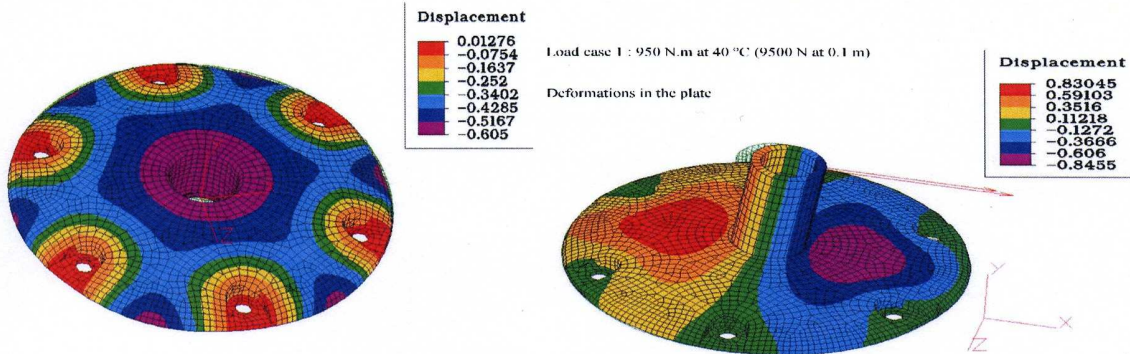 Displacement
0.01276
−0.0754
−0.1637
−0.252
−0.3402
−0.4285
−0.5167
−0.605
Load case 1 : 950 N.m at 40 °C (9500 N at 0.1 m)
Deformations in the plate
Displacement
0.83045
0.59103
0.3516
0.11218
−0.1272
−0.3666
−0.606
−0.8455
Y
X
Z